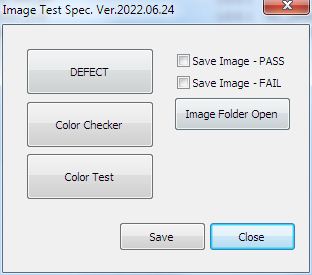 Image Test Spec. Ver.2022.06.24
DEFECT
Save Image - PASS
Save Image - FAIL
Color Checker
Image Folder Open
Color Test
Save
Close